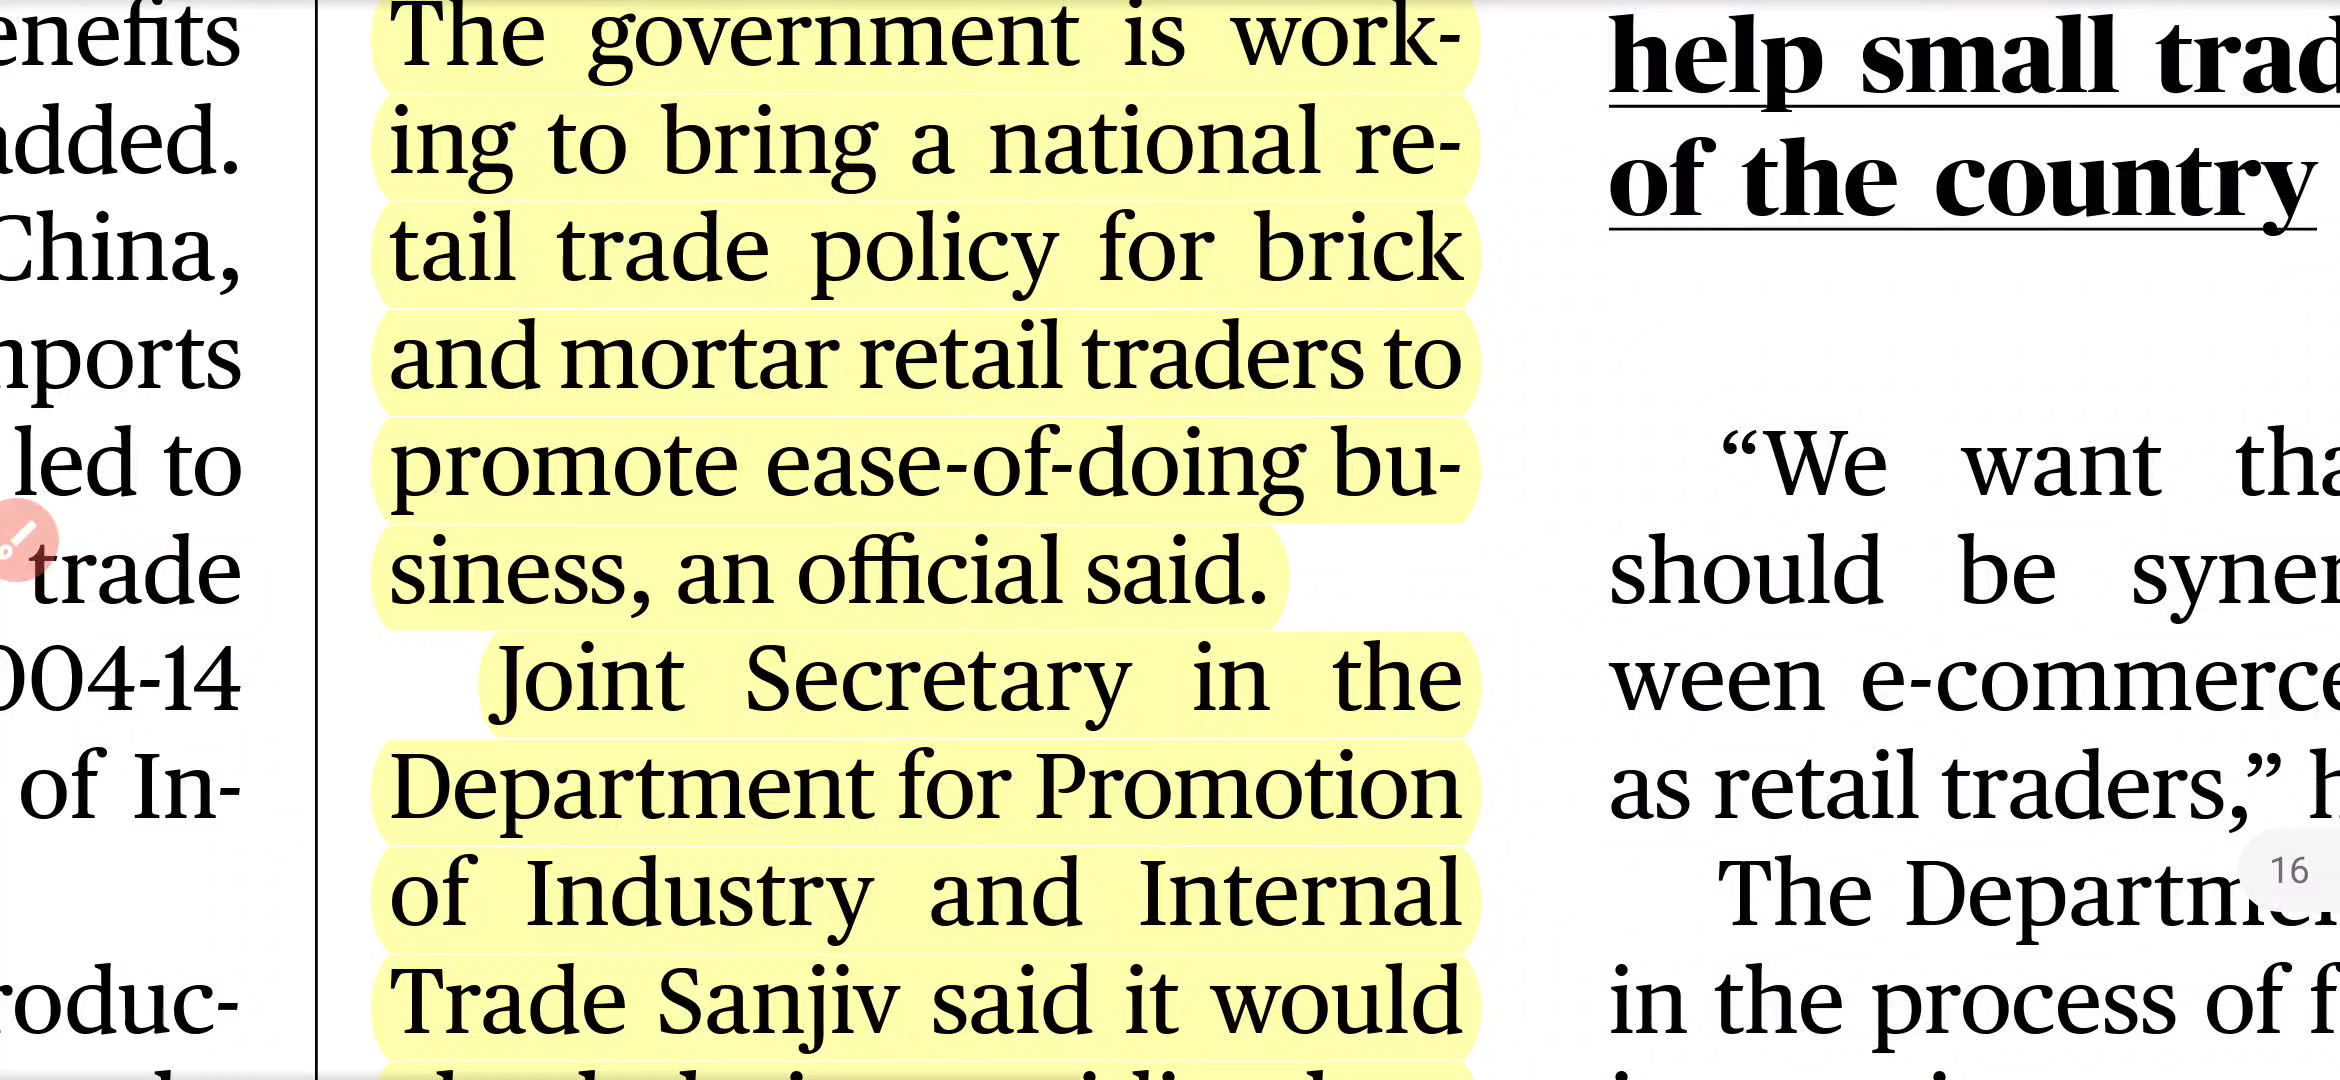 enefits
added.
China,
nports
led to
trade
004-14
of In-
roduc-
The government is work-
ing to bring a national re-
tail trade policy for brick
and mortar retail traders to
promote ease-of-doing bu-
siness, an official said.
Joint Secretary in the
Department for Promotion
of Industry and Internal
Trade Sanjiv said it would
help small trad
of the country
“We want tha
should be syner
ween e-commerce
as retail traders,” h
The Departmen
in the process of f
16